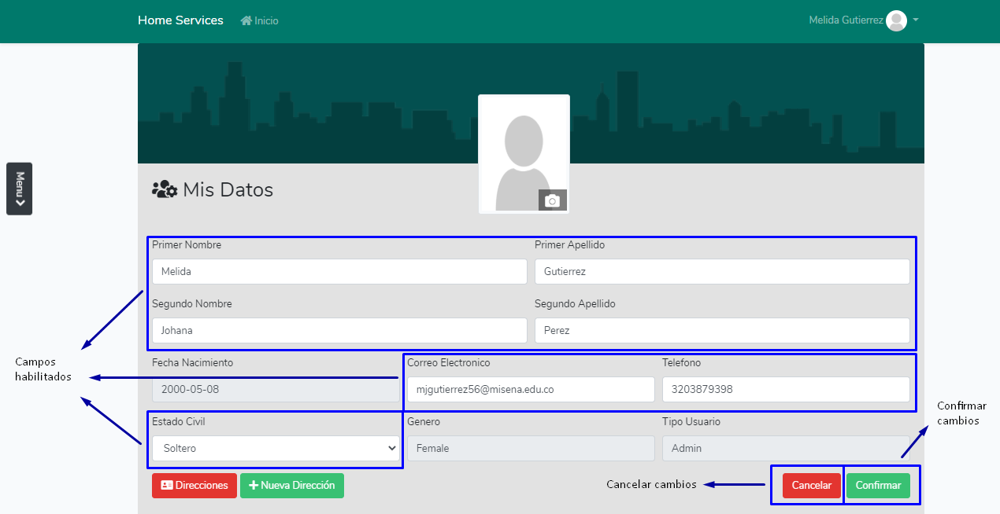 Home Services Inicio Melida Gutierrez
Menu
Mis Datos
Primer Nombre Primer Apellido
Melida Gutierrez
Segundo Nombre Segundo Apellido
Johana Perez
Campos
habilitados
Fecha Nacimiento Correo Electronico Telefono
2000-05-08 mjgutierrez56@misena.edu.co 3203879398
Confirmar
cambios
Estado Civil Genero Tipo Usuario
Soltero Female Admin
Direcciones Nueva Dirección Cancelar cambios Cancelar Confirmar